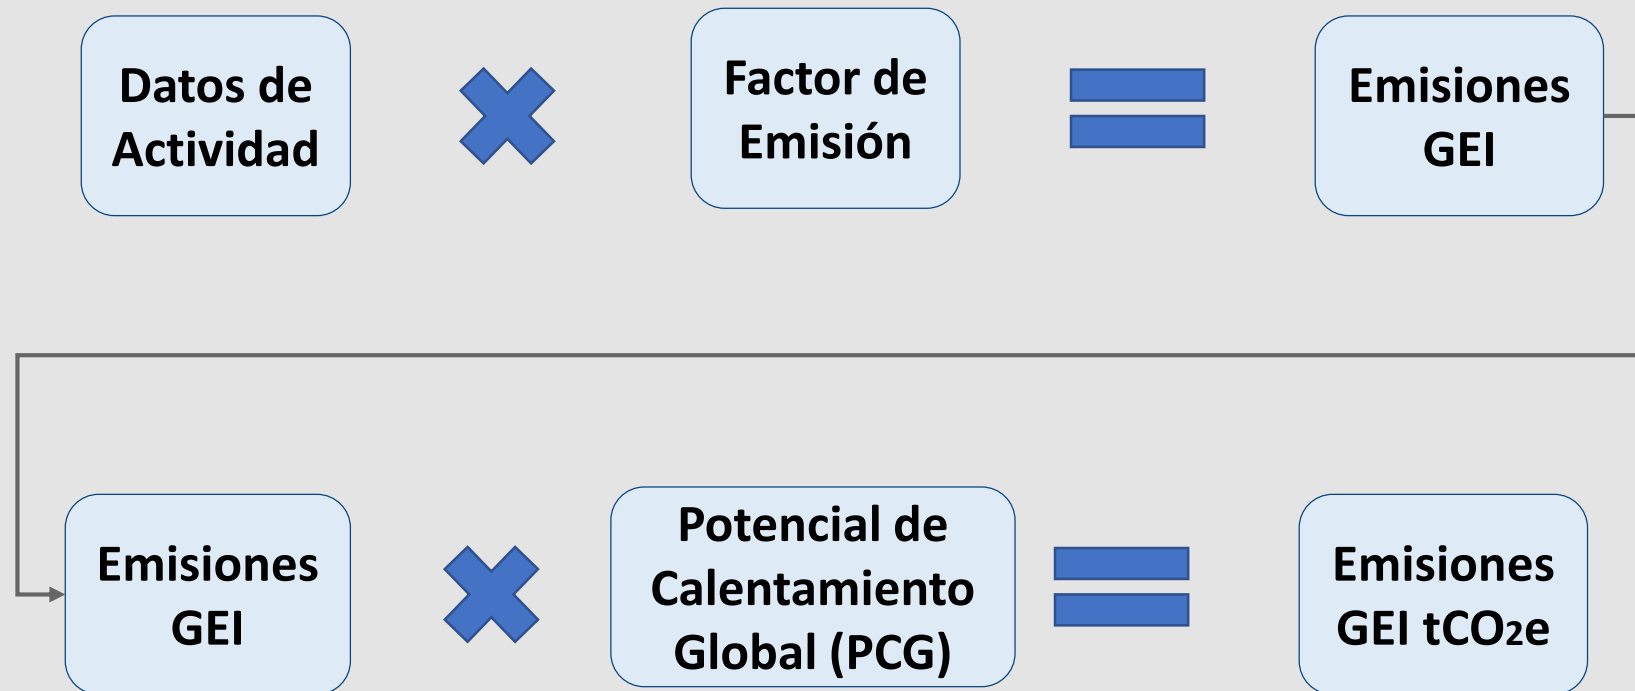 Datos de
Actividad
Factor de
Emisión
Emisiones
GEI
Emisiones
GEI
Potencial de
Calentamiento
Global (PCG)
Emisiones
GEI tCO2e